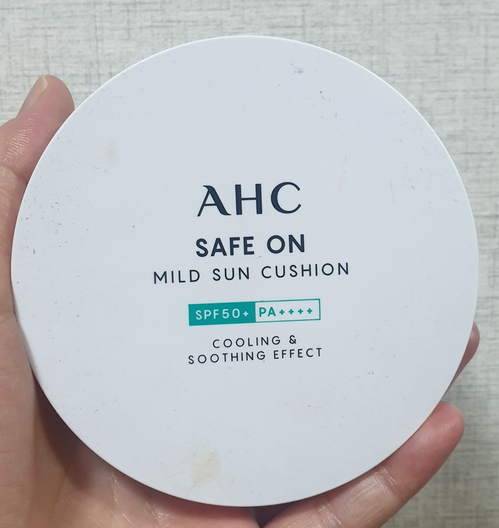 AHC
SAFE ON
MILD SUN CUSHION
SPF50+ PA++++
COOLING &
SOOTHING EFFECT